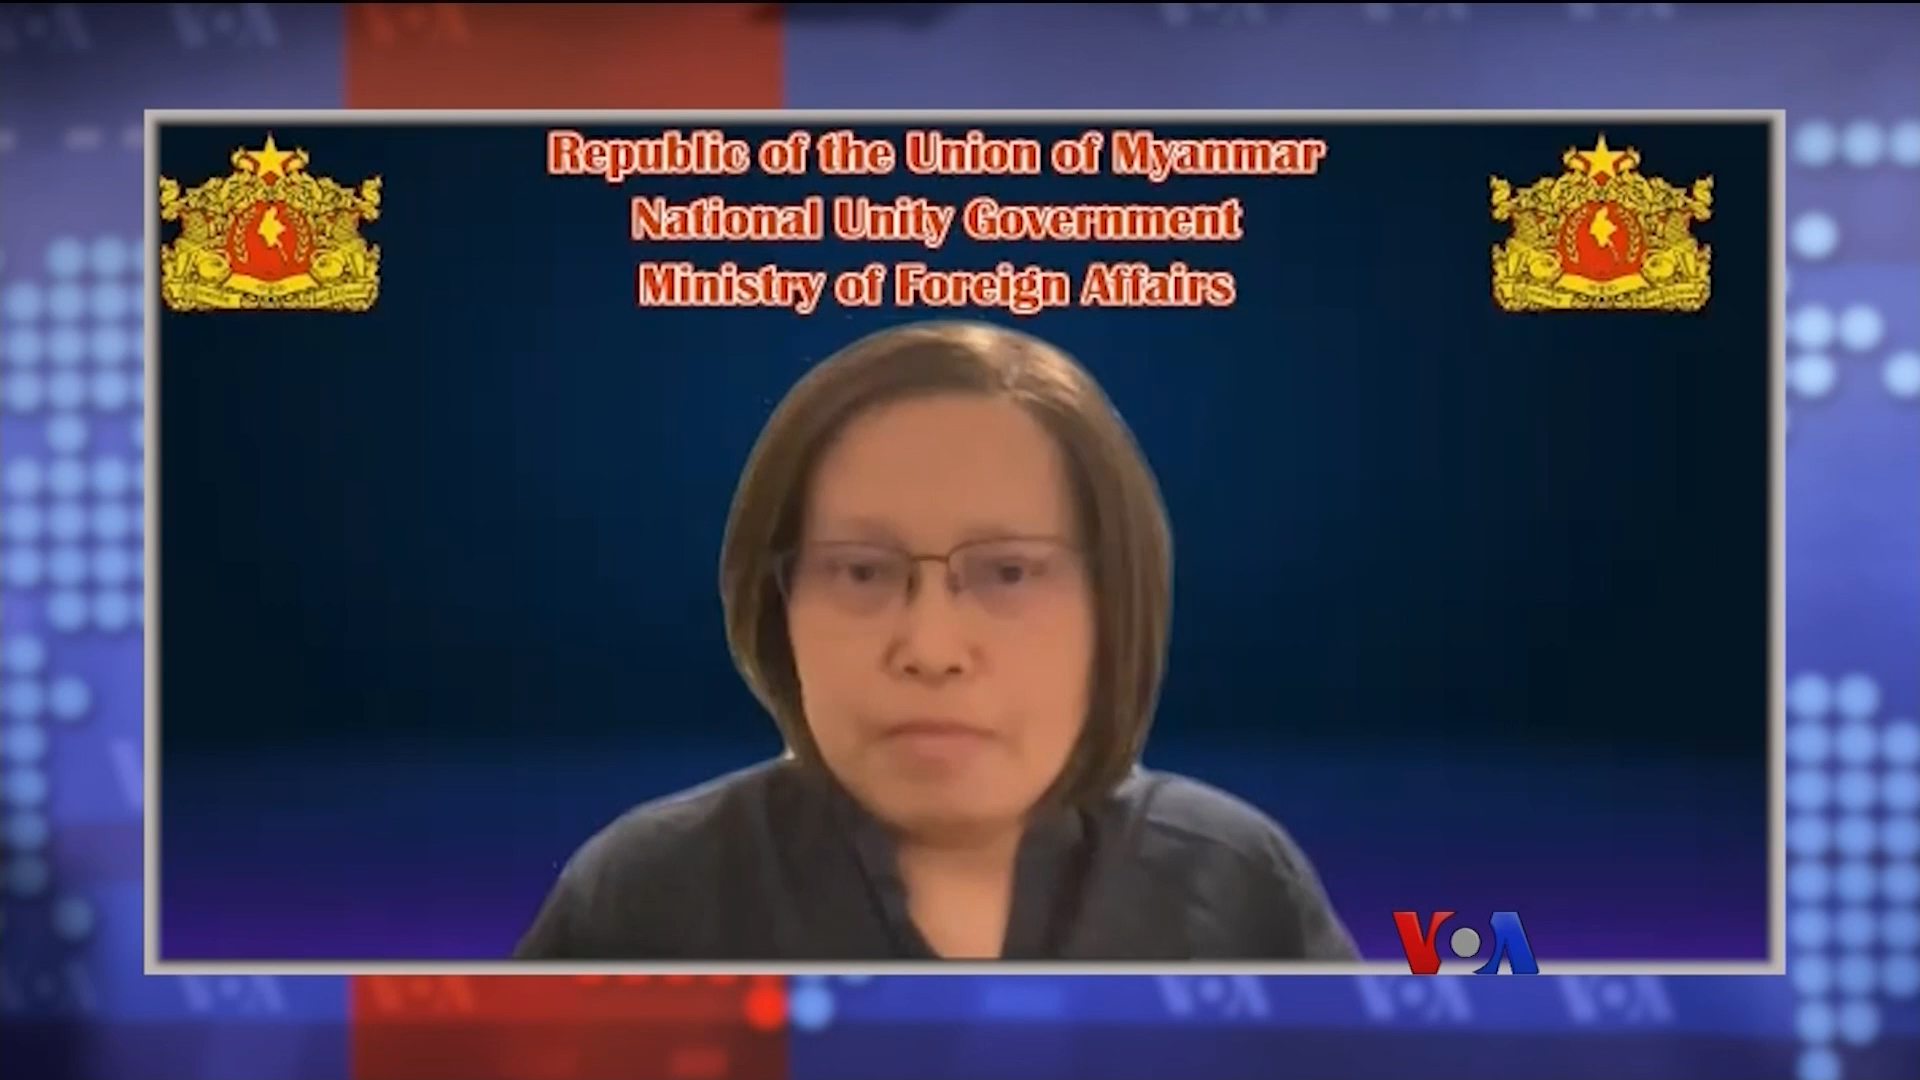 Republic of the Union of Myanmar
National Unity Government
Ministry of Foreign Affairs
VOA